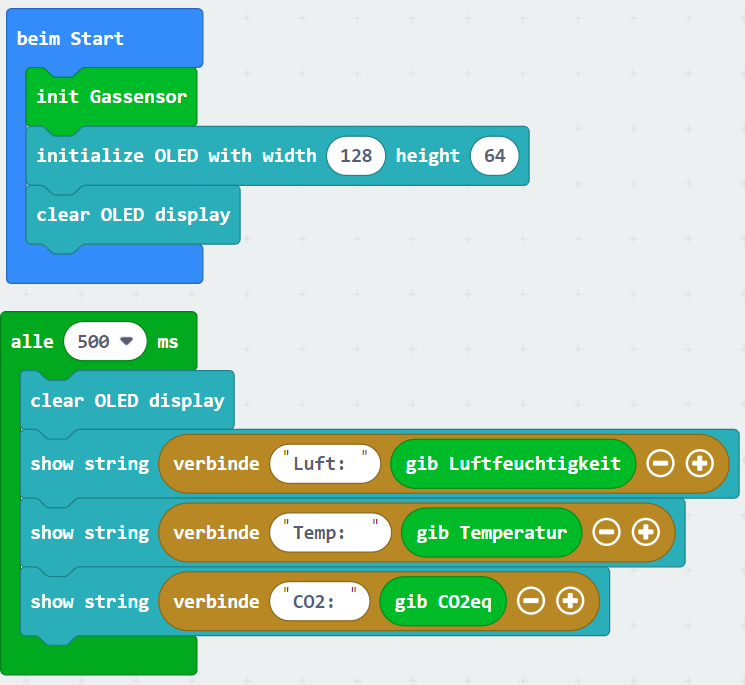 beim Start
init Gassensor
initialize OLED with width 128 height 64
clear OLED display
alle 500 ms
clear OLED display
show string verbinde "Luft: " gib Luftfeuchtigkeit
show string verbinde "Temp: " gib Temperatur
show string verbinde "CO2: " gib CO2eq